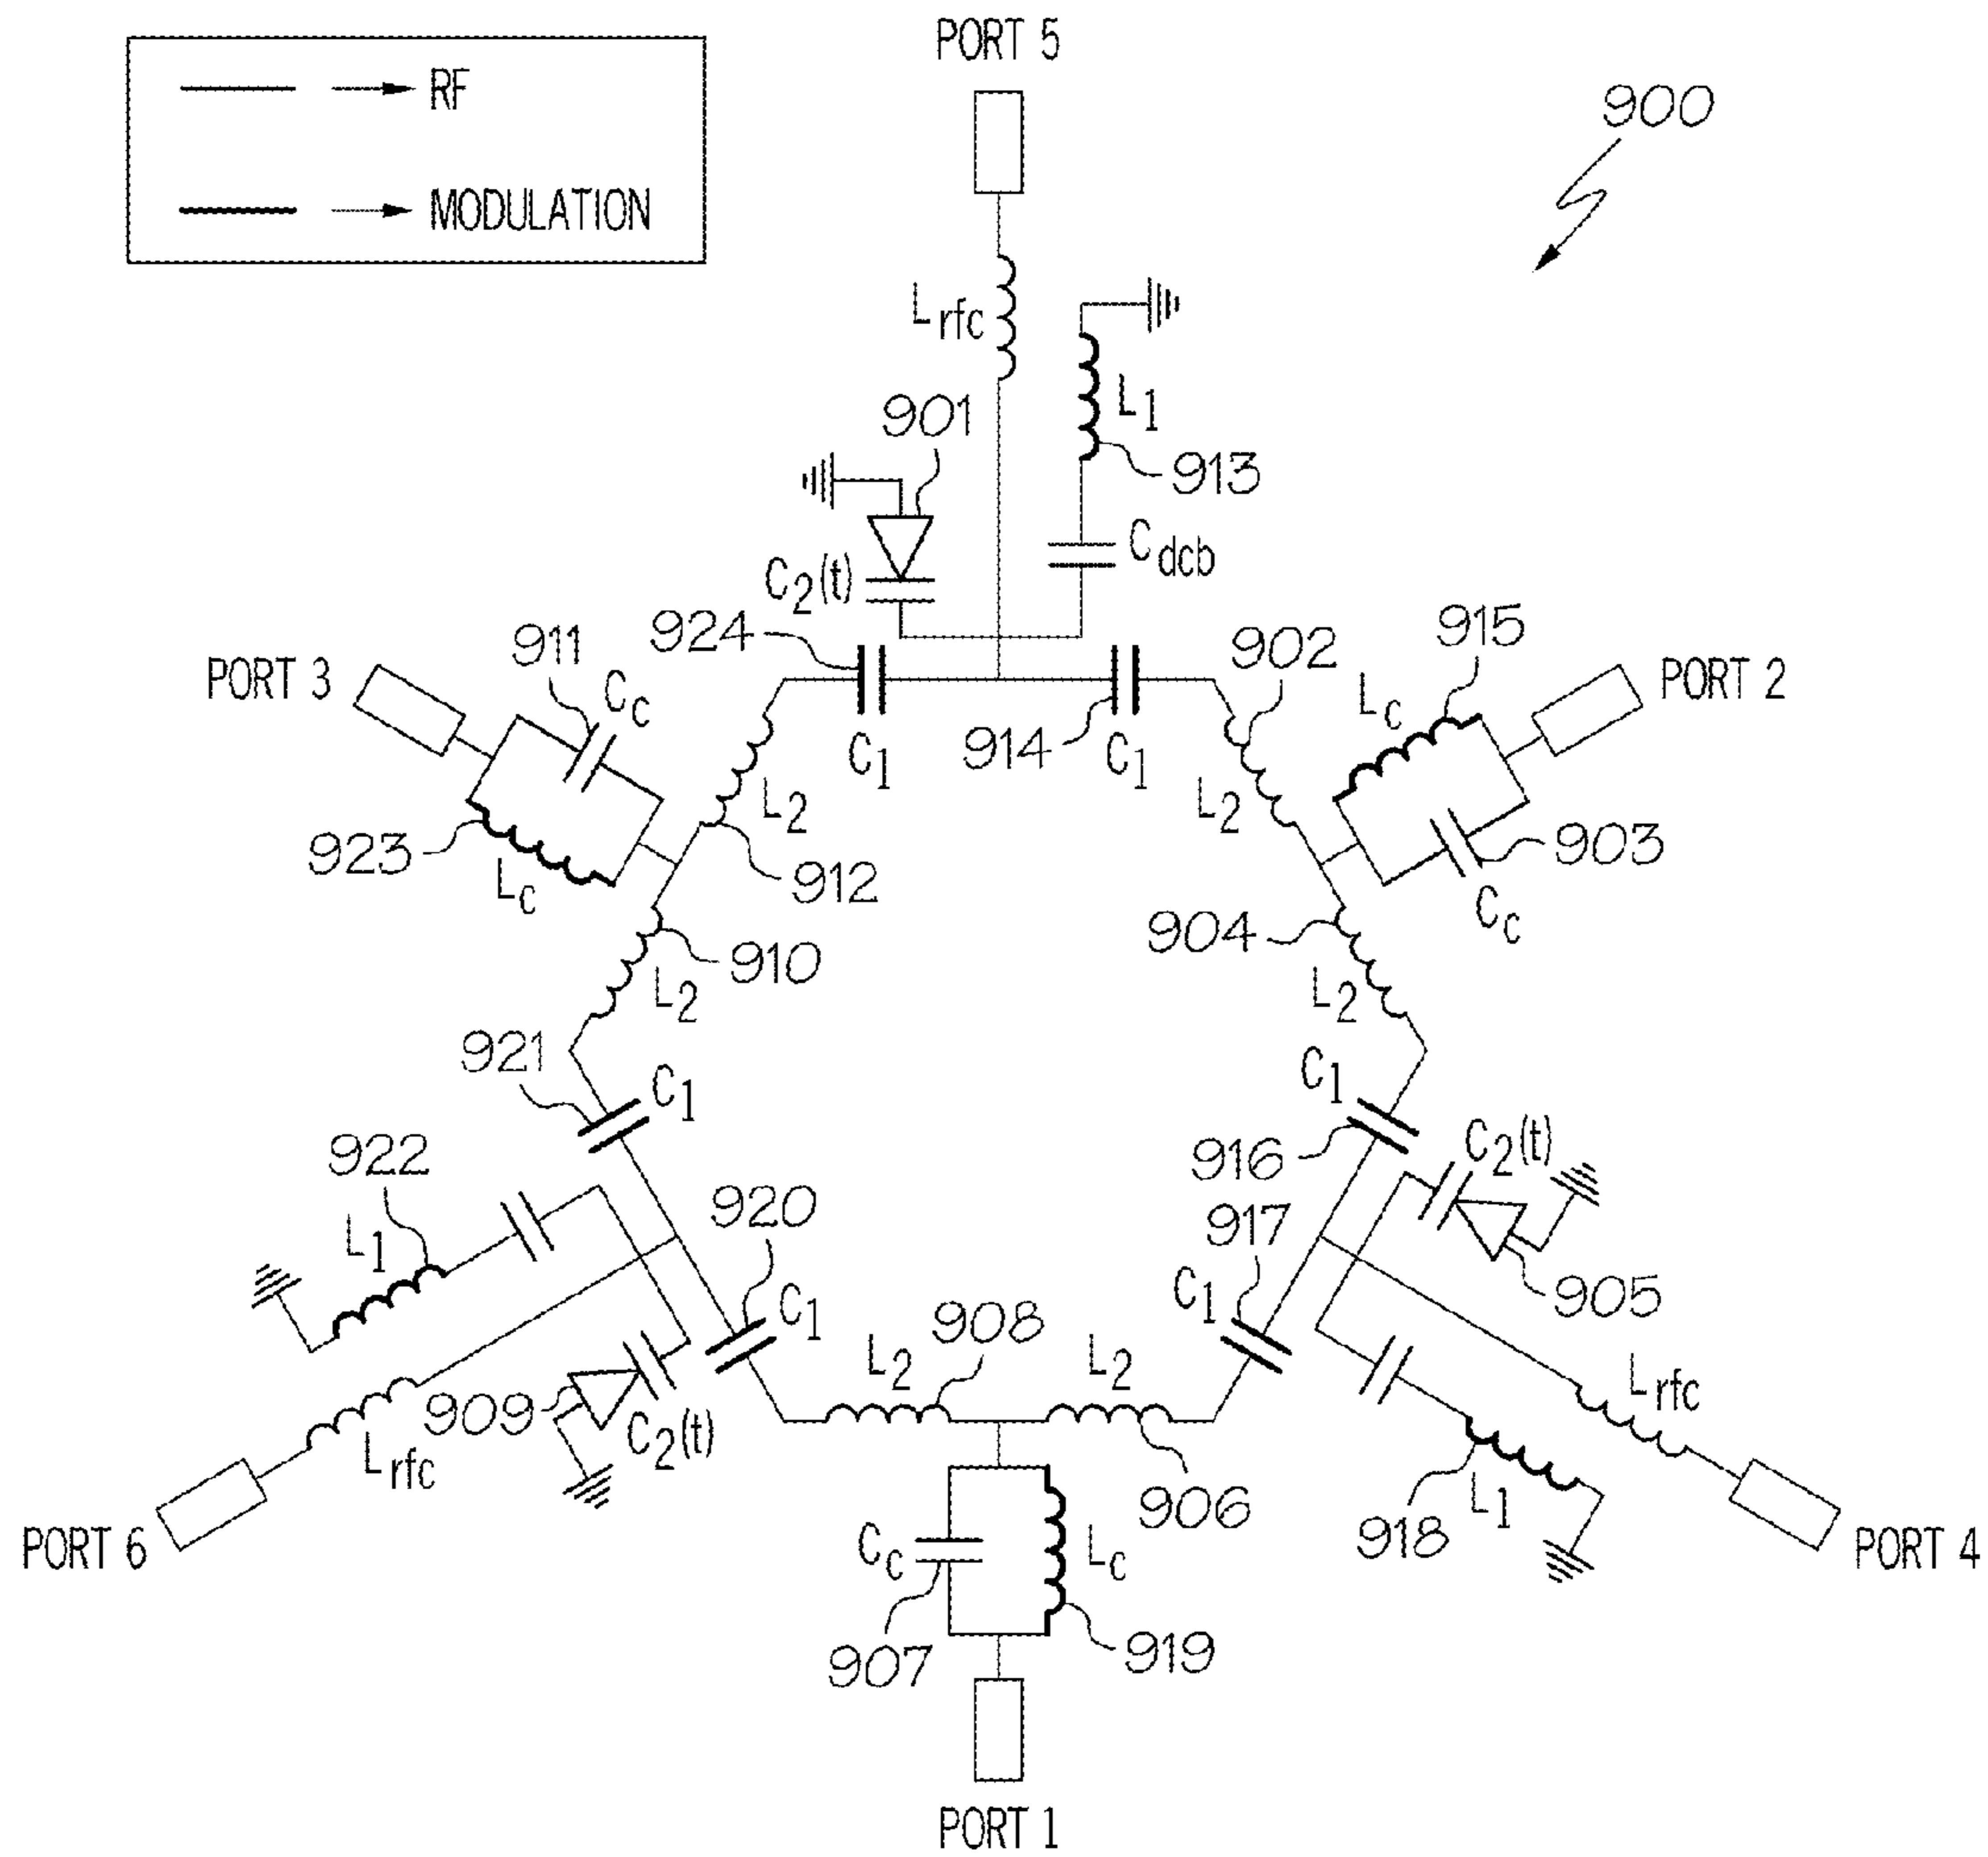 PORT 5
RF
900
MODULATION
Lrfc
L1
901
913
Cdcb
C2(t)
924
902
915
911
PORT 3
Cc
Lc
PORT 2
C1
914
C1
L2
L2
923
903
Lc
912
Cc
904
910
L2
L2
921
C1
C1
C2(t)
922
916
920
917
L1
C1
C1
905
908
L2
L2
Lrfc
909
C2(t)
Lrfc
906
918
L1
PORT 6
Cc
Lc
PORT 4
907
919
PORT 1